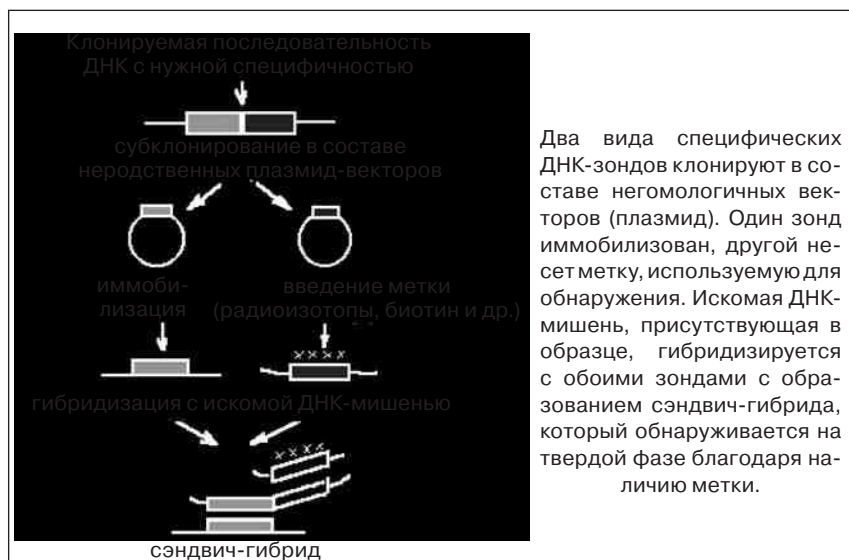 Клонируемая последовательность
ДНК с нужной специфичностью
субклонирование в составе
неродственных плазмид-векторов
иммоби-
лизация
введение метки
(радиоизотопы, биотин и др.)
гибридизация с искомой ДНК-мишенью
сэндвич-гибрид
Два вида специфических
ДНК-зондов клонируют в со-
ставе негомологичных век-
торов (плазмид). Один зонд
иммобилизован, другой не-
сет метку, используемую для
обнаружения. Искомая ДНК-
мишень, присутствующая в
образце, гибридизируется
с обоими зондами с обра-
зованием сэндвич-гибрида,
который обнаруживается на
твердой фазе благодаря на-
личию метки.